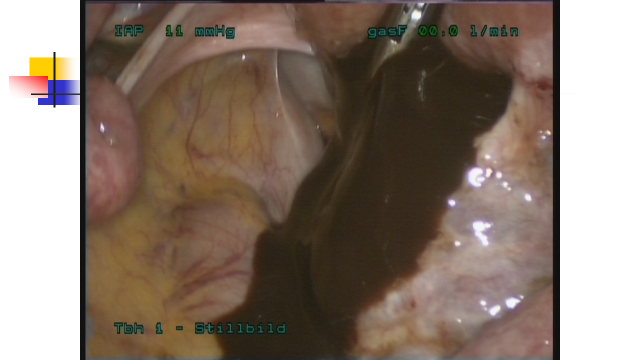 IAP 11 mmHg
gasF 00.0 l/min
Tbh 1 - Stillbild